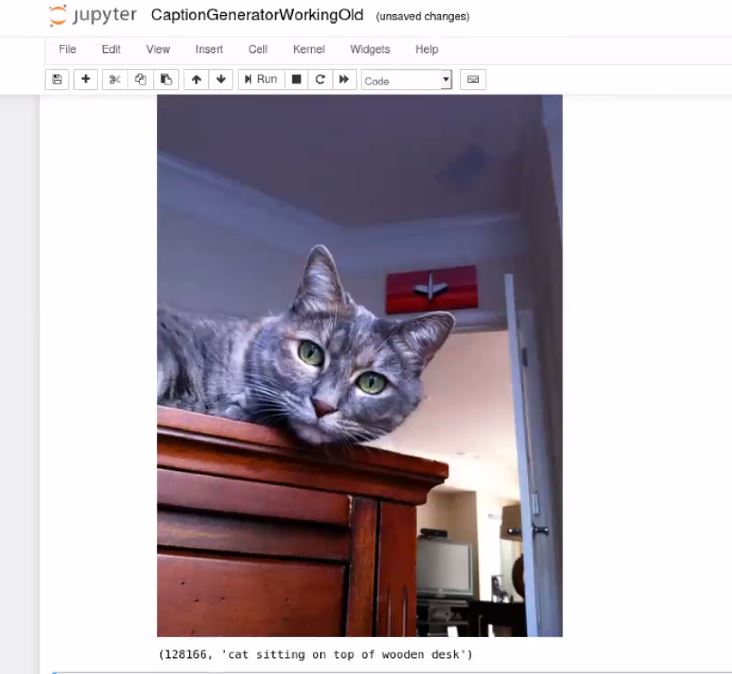 jupyter CaptionGeneratorWorkingOld (unsaved changes)
File Edit View Insert Cell Kernel Widgets Help
Run Code
(128166, 'cat sitting on top of wooden desk')